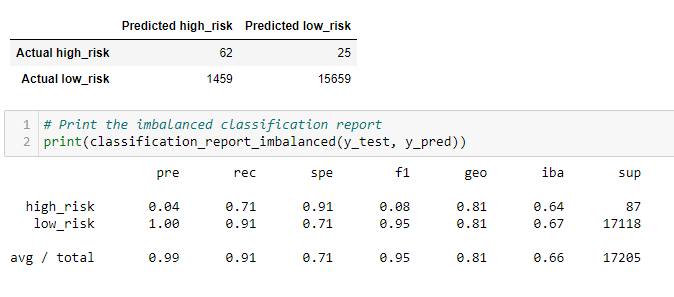 Predicted high_risk Predicted low_risk
Actual high_risk 62 25
Actual low_risk 1459 15659
1 # Print the imbalanced classification report
2 print(classification_report_imbalanced(y_test, y_pred))
pre rec spe f1 geo iba sup
high_risk 0.04 0.71 0.91 0.08 0.81 0.64 87
low_risk 1.00 0.91 0.71 0.95 0.81 0.67 17118
avg / total 0.99 0.91 0.71 0.95 0.81 0.66 17205